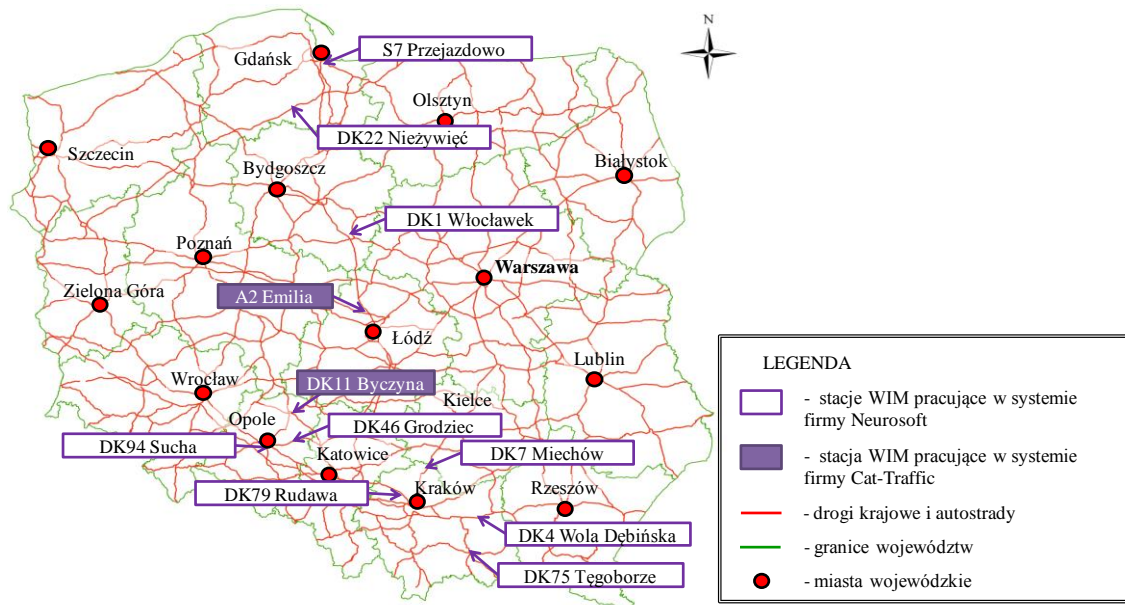 N
S7 Przejazdowo
Gdańsk
Olsztyn
DK22 Nieżywięć
Szczecin
Białystok
Bydgoszcz
DK1 Włocławek
Poznań
Warszawa
Zielona Góra
A2 Emilia
Łódź
Lublin
Wrocław
DK11 Byczyna
Kielce
Opole
DK46 Grodziec
DK94 Sucha
Katowice
DK7 Miechów
DK79 Rudawa
Kraków
Rzeszów
DK4 Wola Dębińska
DK75 Tęgoborze
LEGENDA
- stacje WIM pracujące w systemie
firmy Neurosoft
- stacja WIM pracujące w systemie
firmy Cat-Traffic
- drogi krajowe i autostrady
- granice województw
- miasta wojewódzkie